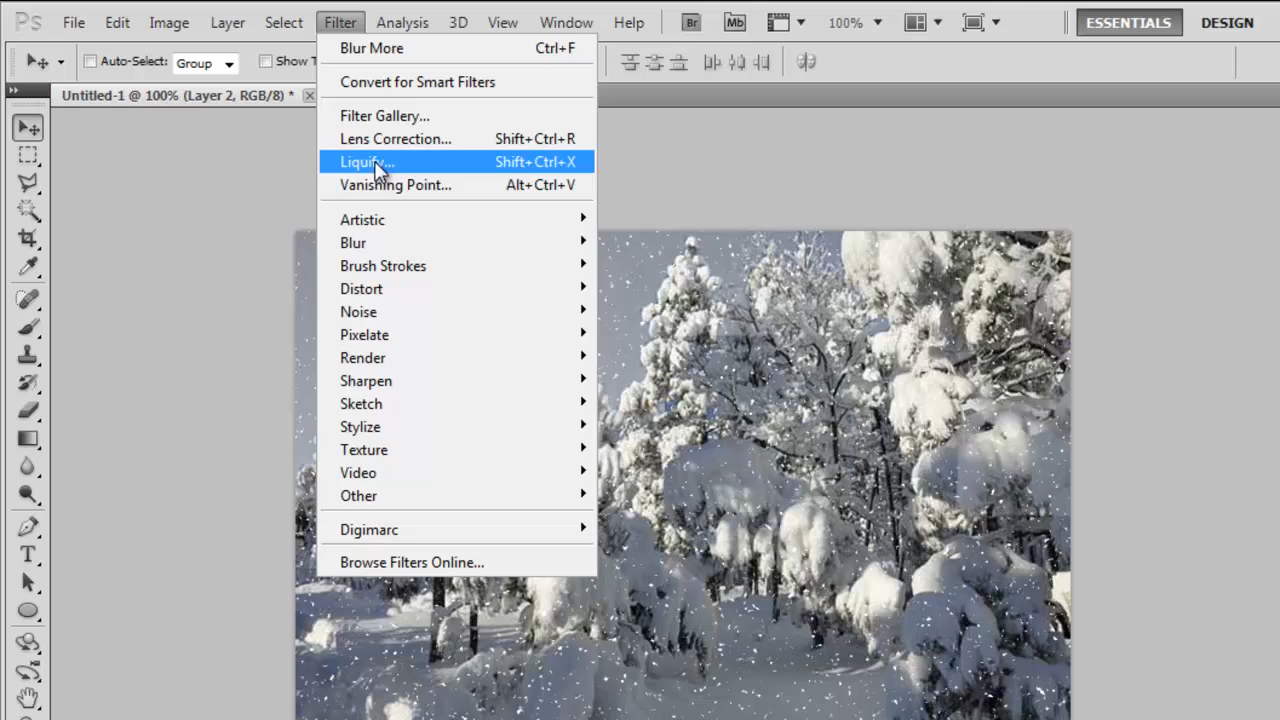 Ps File Edit Image Layer Select Filter Analysis 3D View Window Help Br Mb 100% ESSENTIALS DESIGN
Auto-Select: Group Show T
Untitled-1 @ 100% (Layer 2, RGB/8) *
Blur More Ctrl+F
Convert for Smart Filters
Filter Gallery...
Lens Correction... Shift+Ctrl+R
Liquify... Shift+Ctrl+X
Vanishing Point... Alt+Ctrl+V
Artistic
Blur
Brush Strokes
Distort
Noise
Pixelate
Render
Sharpen
Sketch
Stylize
Texture
Video
Other
Digimarc
Browse Filters Online...
T